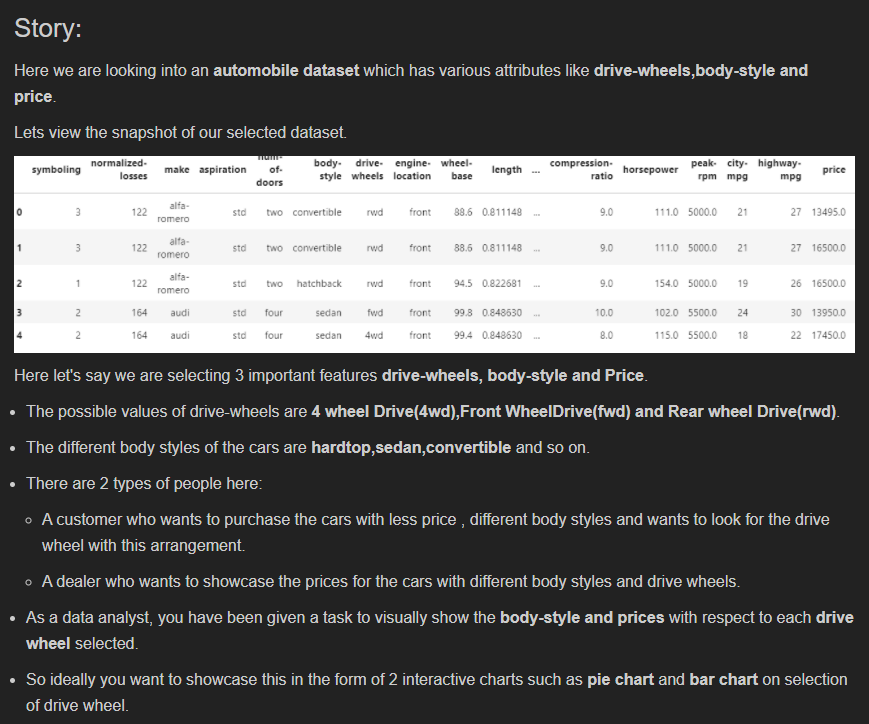 Story:
Here we are looking into an automobile dataset which has various attributes like drive-wheels,body-style and
price.
Lets view the snapshot of our selected dataset.
symboling normalized-losses make aspiration num-of-doors body-style drive-wheels engine-location wheel-base length ... compression-ratio horsepower peak-rpm city-mpg highway-mpg price
0 3 122 alfa-romero std two convertible rwd front 88.6 0.811148 ... 9.0 111.0 5000.0 21 27 13495.0
1 3 122 alfa-romero std two convertible rwd front 88.6 0.811148 ... 9.0 111.0 5000.0 21 27 16500.0
2 1 122 alfa-romero std two hatchback rwd front 94.5 0.822681 ... 9.0 154.0 5000.0 19 26 16500.0
3 2 164 audi std four sedan fwd front 99.8 0.848630 ... 10.0 102.0 5500.0 24 30 13950.0
4 2 164 audi std four sedan 4wd front 99.4 0.848630 ... 8.0 115.0 5500.0 18 22 17450.0
Here let's say we are selecting 3 important features drive-wheels, body-style and Price.
• The possible values of drive-wheels are 4 wheel Drive(4wd),Front WheelDrive(fwd) and Rear wheel Drive(rwd).
• The different body styles of the cars are hardtop,sedan,convertible and so on.
• There are 2 types of people here:
◦ A customer who wants to purchase the cars with less price , different body styles and wants to look for the drive
wheel with this arrangement.
◦ A dealer who wants to showcase the prices for the cars with different body styles and drive wheels.
• As a data analyst, you have been given a task to visually show the body-style and prices with respect to each drive
wheel selected.
• So ideally you want to showcase this in the form of 2 interactive charts such as pie chart and bar chart on selection
of drive wheel.